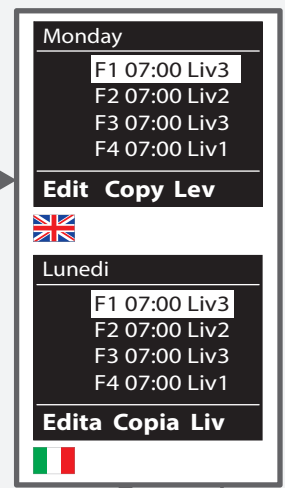 Monday
F1 07:00 Liv3
F2 07:00 Liv2
F3 07:00 Liv3
F4 07:00 Liv1
Edit Copy Lev
Lunedi
F1 07:00 Liv3
F2 07:00 Liv2
F3 07:00 Liv3
F4 07:00 Liv1
Edita Copia Liv